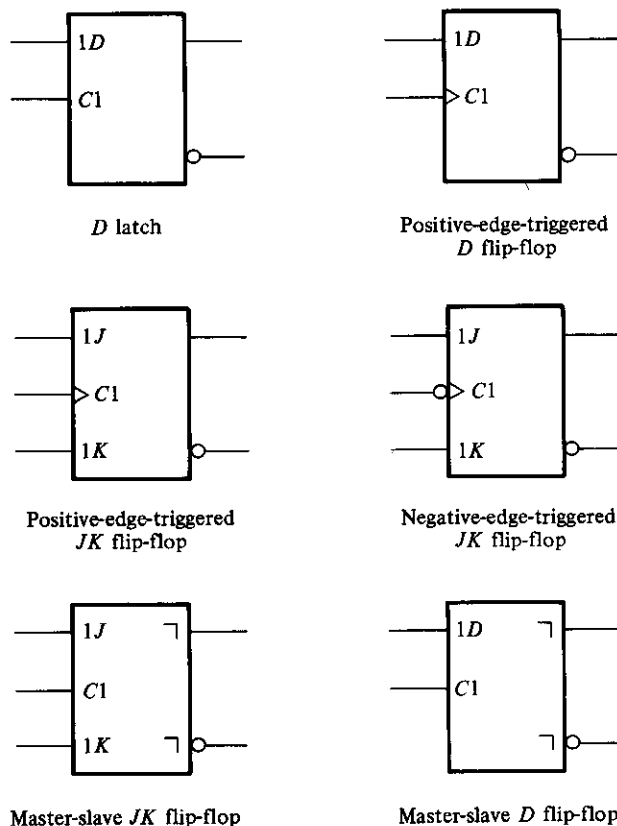 1D
C1
D latch
1D
C1
Positive-edge-triggered
D flip-flop
1J
C1
1K
Positive-edge-triggered
JK flip-flop
1J
C1
1K
Negative-edge-triggered
JK flip-flop
1J
C1
1K
Master-slave JK flip-flop
1D
C1
Master-slave D flip-flop